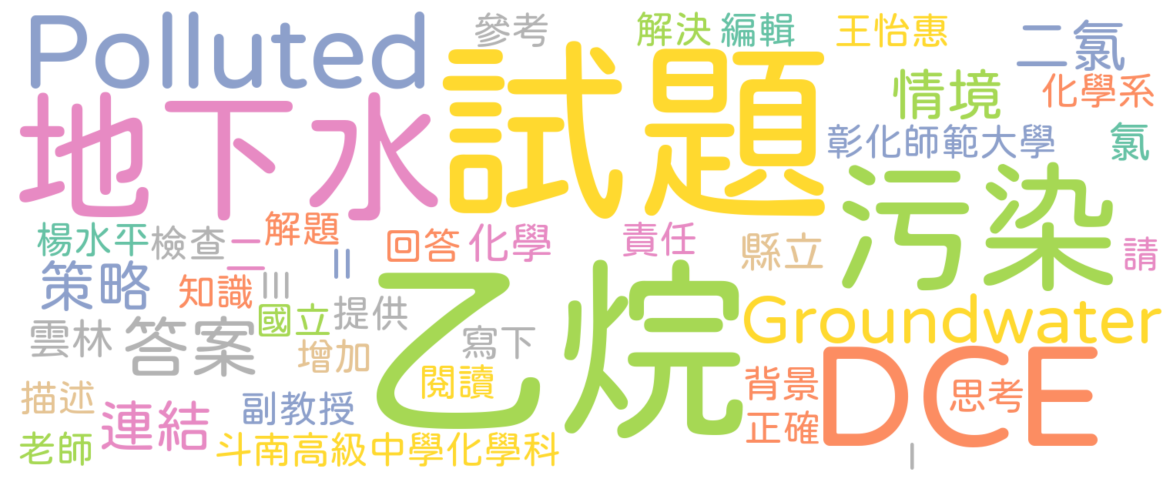 Polluted
參考
解決
編輯
王怡惠
二氯
地下水
試題
情境
化學系
彰化師範大學
氯
污染
楊水平
檢查
二
解題
回答
化學
責任
縣立
請
策略
知識
III
II
國立
提供
雲林
答案
增加
乙烷
寫下
閱讀
Groundwater
DCE
背景
思考
正確
描述
連結
副教授
老師
斗南高級中學化學科
I